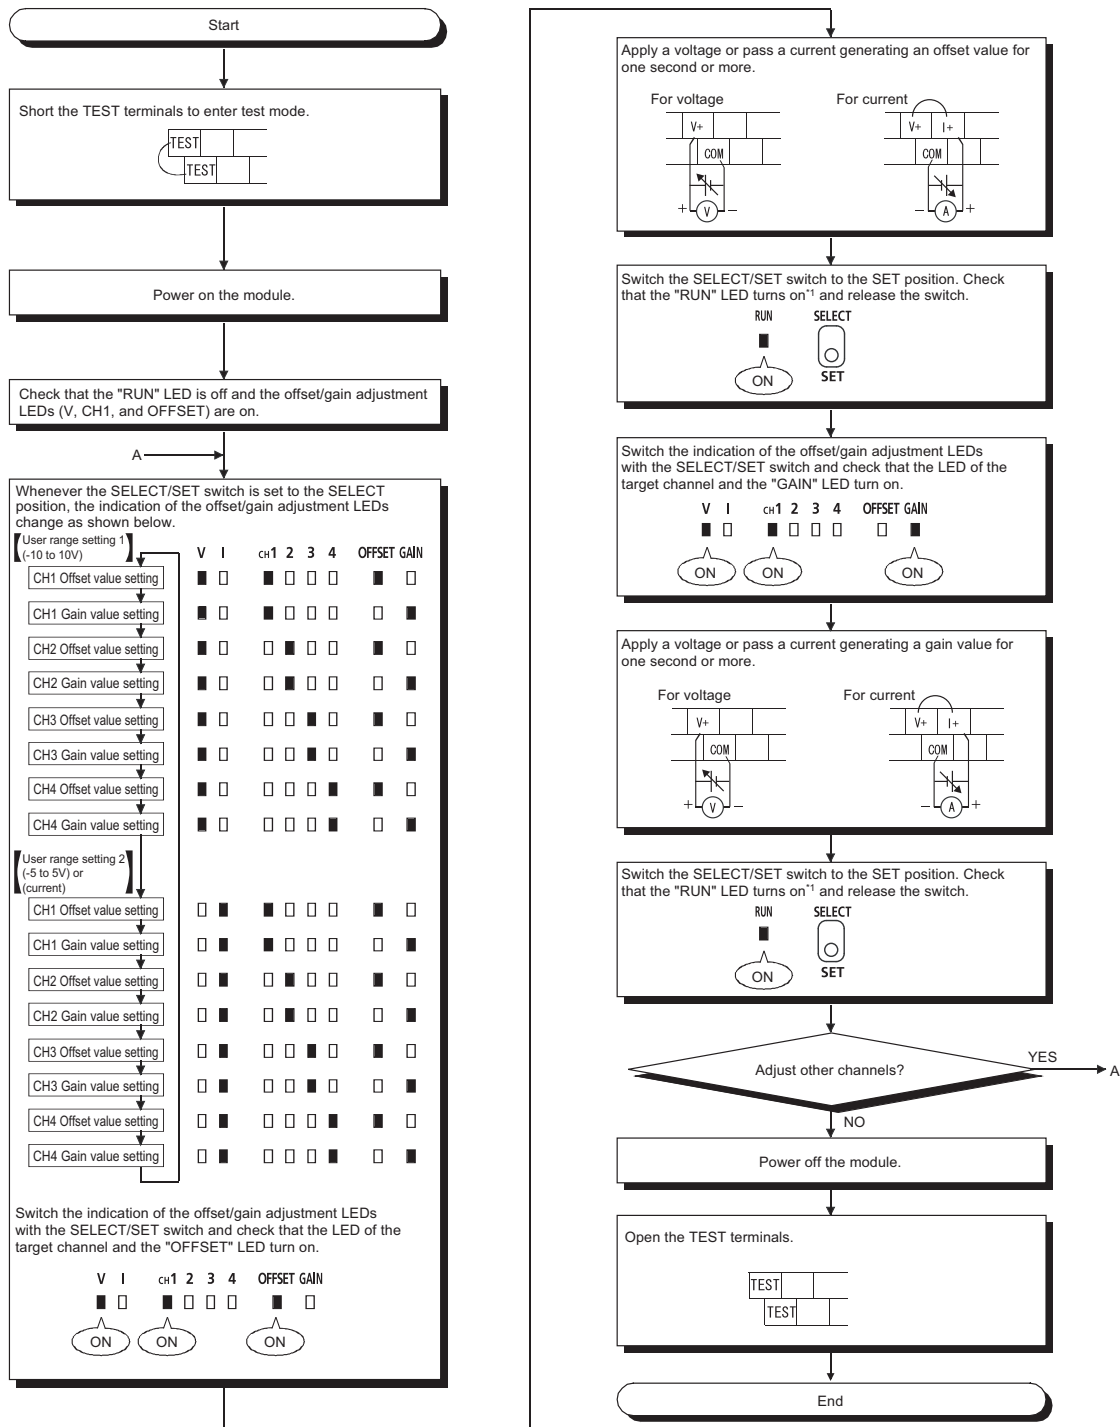 Start
Short the TEST terminals to enter test mode.
TEST
TEST
Power on the module.
Check that the "RUN" LED is off and the offset/gain adjustment
LEDs (V, CH1, and OFFSET) are on.
A
Whenever the SELECT/SET switch is set to the SELECT
position, the indication of the offset/gain adjustment LEDs
change as shown below.
User range setting 1
(-10 to 10V)
V I CH1 2 3 4 OFFSET GAIN
CH1 Offset value setting
CH1 Gain value setting
CH2 Offset value setting
CH2 Gain value setting
CH3 Offset value setting
CH3 Gain value setting
CH4 Offset value setting
CH4 Gain value setting
User range setting 2
(-5 to 5V) or
(current)
CH1 Offset value setting
CH1 Gain value setting
CH2 Offset value setting
CH2 Gain value setting
CH3 Offset value setting
CH3 Gain value setting
CH4 Offset value setting
CH4 Gain value setting
Switch the indication of the offset/gain adjustment LEDs
with the SELECT/SET switch and check that the LED of the
target channel and the "OFFSET" LED turn on.
V I CH1 2 3 4 OFFSET GAIN
ON ON ON
Apply a voltage or pass a current generating an offset value for
one second or more.
For voltage For current
V+ V+ I+
COM COM
+ V - - A +
Switch the SELECT/SET switch to the SET position. Check
that the "RUN" LED turns on*1 and release the switch.
RUN SELECT
ON SET
Switch the indication of the offset/gain adjustment LEDs
with the SELECT/SET switch and check that the LED of the
target channel and the "GAIN" LED turn on.
V I CH1 2 3 4 OFFSET GAIN
ON ON ON
Apply a voltage or pass a current generating a gain value for
one second or more.
For voltage For current
V+ V+ I+
COM COM
+ V - - A +
Switch the SELECT/SET switch to the SET position. Check
that the "RUN" LED turns on*1 and release the switch.
RUN SELECT
ON SET
Adjust other channels?
YES
A
NO
Power off the module.
Open the TEST terminals.
TEST
TEST
End